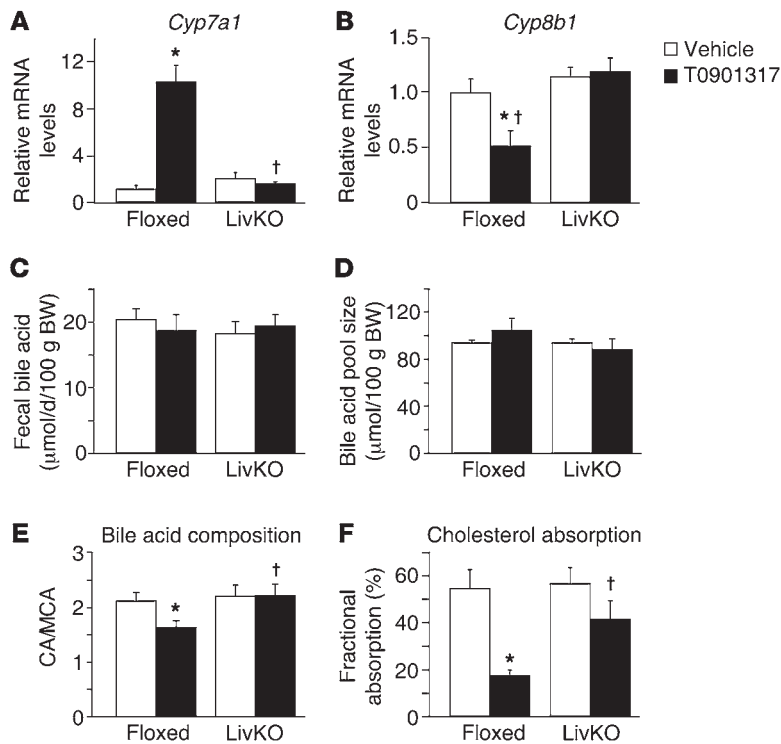 A
Cyp7a1
Relative mRNA
levels
12
8
4
0
*
†
Floxed
LivKO
B
Cyp8b1
Relative mRNA
levels
1.5
1.0
0.5
0
* †
Floxed
LivKO
Vehicle
T0901317
C
Fecal bile acid
(μmol/d/100 g BW)
20
10
0
Floxed
LivKO
D
Bile acid pool size
(μmol/100 g BW)
120
80
40
0
Floxed
LivKO
E
Bile acid composition
CA/MCA
3
2
1
0
*
†
Floxed
LivKO
F
Cholesterol absorption
Fractional
absorption (%)
60
40
20
0
*
†
Floxed
LivKO